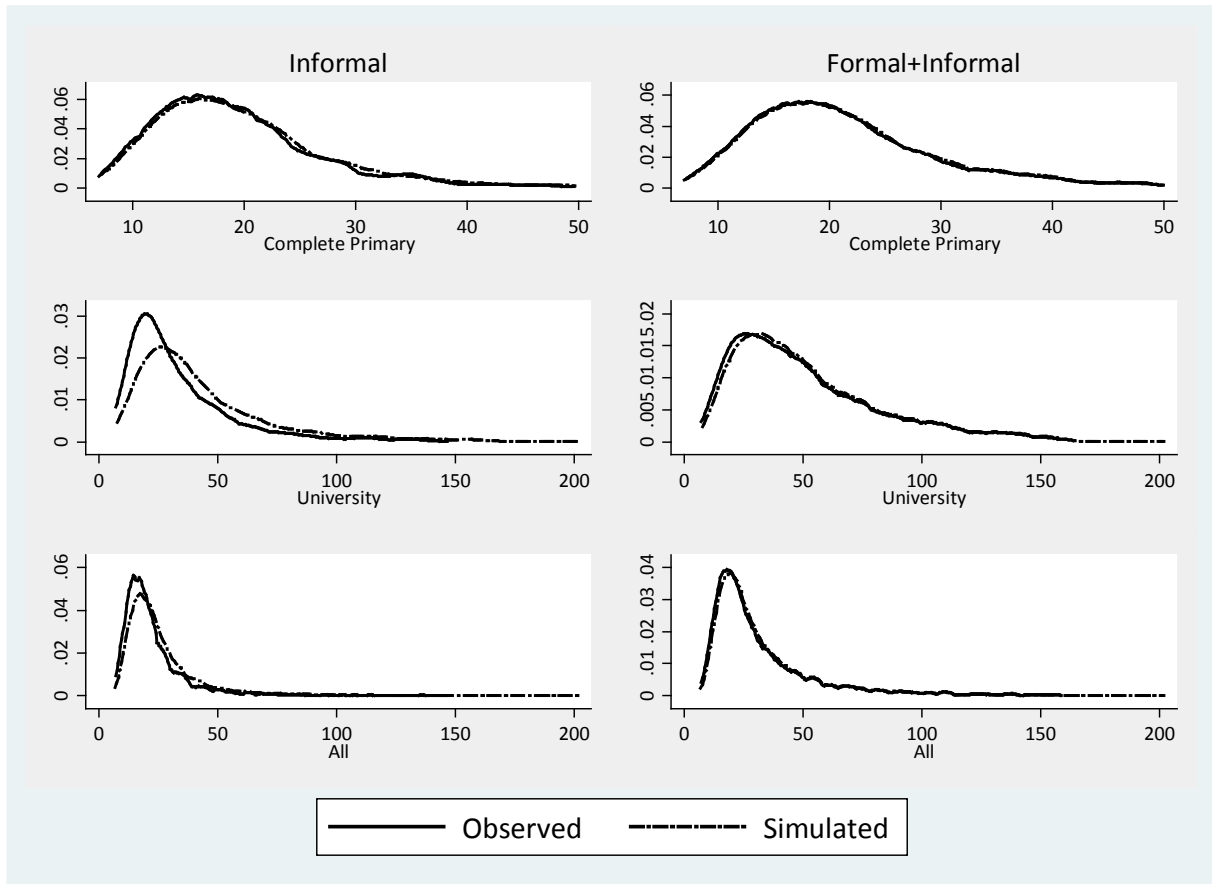 Informal
0 .02 .04 .06
10 20 30 40 50
Complete Primary
Formal+Informal
0 .02 .04 .06
10 20 30 40 50
Complete Primary
0 .01 .02 .03
0 50 100 150 200
University
0 .005 .01 .015 .02
0 50 100 150 200
University
0 .02 .04 .06
0 50 100 150 200
All
0 .01 .02 .03 .04
0 50 100 150 200
All
Observed Simulated